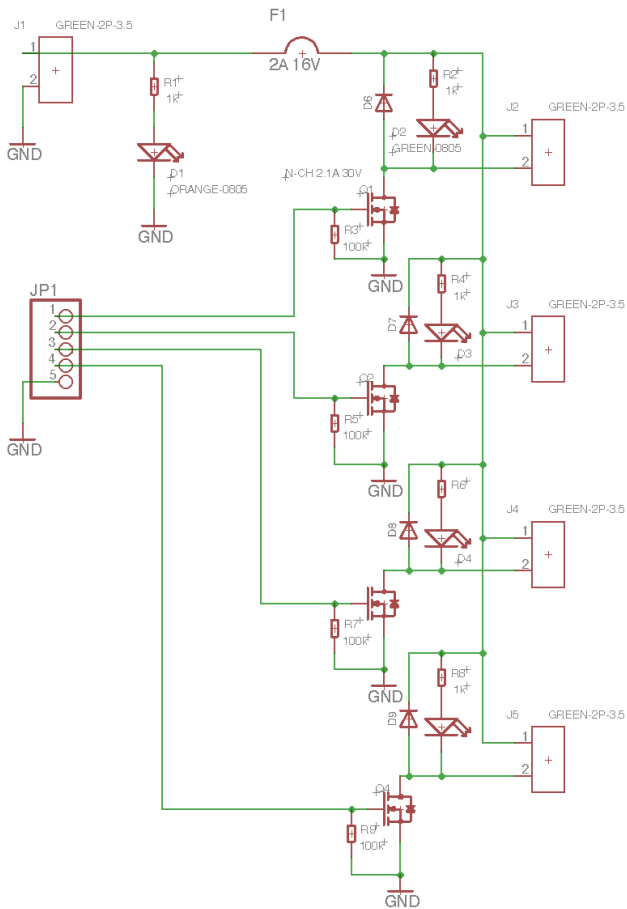 F1
J1
GREEN-2P-3.5
1
2
GND
R1
1k
D1
ORANGE-0805
GND
2A 16V
D6
R2
1k
D2
GREEN-0805
J2
GREEN-2P-3.5
1
2
N-CH 2.1A 30V
Q1
R3
100k
GND
JP1
1
2
3
4
5
GND
D7
R4
1k
D3
J3
GREEN-2P-3.5
1
2
Q2
R5
100k
GND
D8
R6
D4
J4
GREEN-2P-3.5
1
2
R7
100k
GND
D9
R8
1k
J5
GREEN-2P-3.5
1
2
Q4
R9
100k
GND